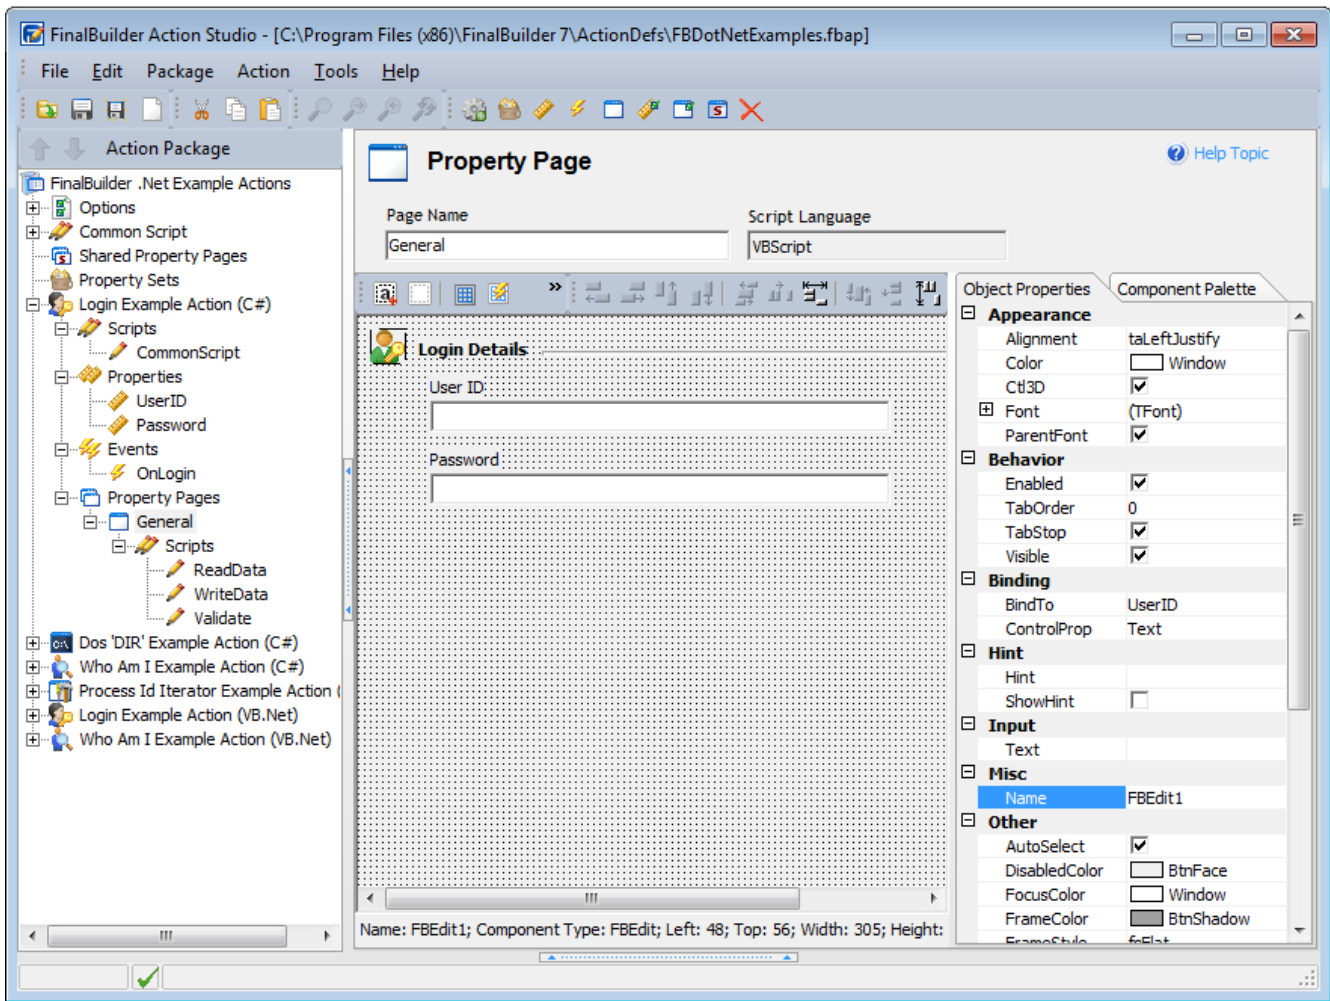 FinalBuilder Action Studio - [C:\Program Files (x86)\FinalBuilder 7\ActionDefs\FBDotNetExamples.fbap]
File Edit Package Action Tools Help
Action Package
FinalBuilder .Net Example Actions
Options
Common Script
Shared Property Pages
Property Sets
Login Example Action (C#)
Scripts
CommonScript
Properties
UserID
Password
Events
OnLogin
Property Pages
General
Scripts
ReadData
WriteData
Validate
Dos 'DIR' Example Action (C#)
Who Am I Example Action (C#)
Process Id Iterator Example Action (
Login Example Action (VB.Net)
Who Am I Example Action (VB.Net)
Property Page
Help Topic
Page Name
Script Language
General
VBScript
Login Details
User ID
Password
Name: FBEdit1; Component Type: FBEdit; Left: 48; Top: 56; Width: 305; Height:
Object Properties
Component Palette
Appearance
Alignment taLeftJustify
Color Window
Ctl3D
Font (TFont)
ParentFont
Behavior
Enabled
TabOrder 0
TabStop
Visible
Binding
BindTo UserID
ControlProp Text
Hint
Hint
ShowHint
Input
Text
Misc
Name FBEdit1
Other
AutoSelect
DisabledColor BtnFace
FocusColor Window
FrameColor BtnShadow
FrameStyle fsFlat